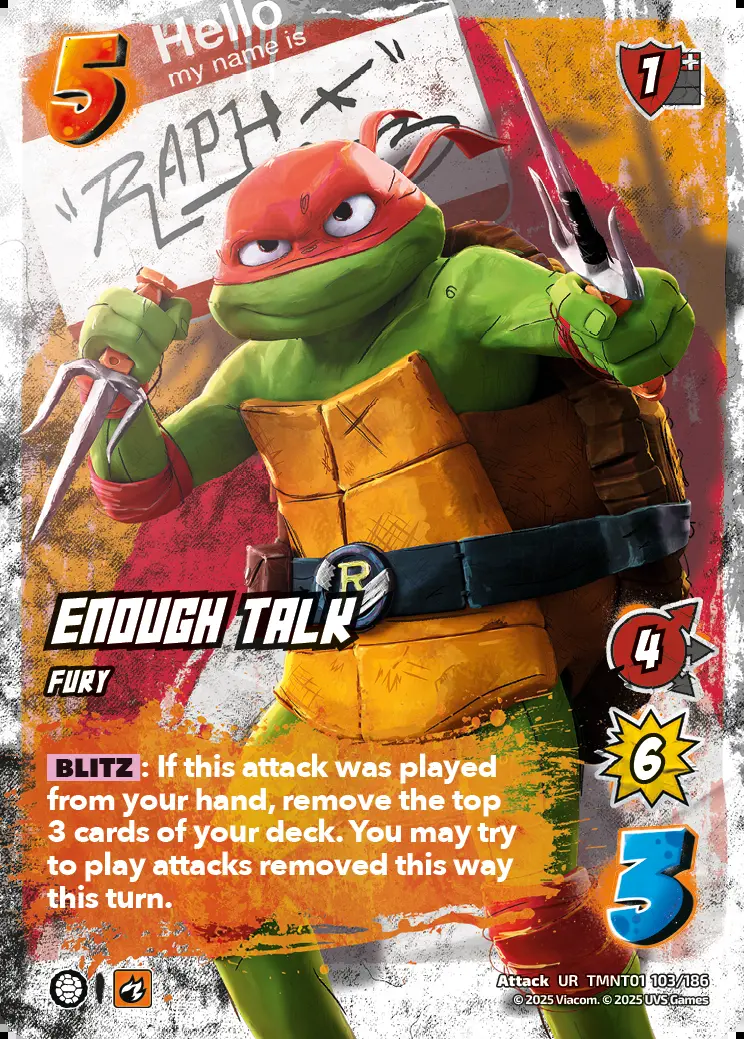 5
Hello
my name is
"RAPH"
1
+
R
ENOUGH TALK
FURY
4
6
3
BLITZ: If this attack was played
from your hand, remove the top
3 cards of your deck. You may try
to play attacks removed this way
this turn.
Attack UR TMNT01 103/186
© 2025 Viacom. © 2025 UVS Games